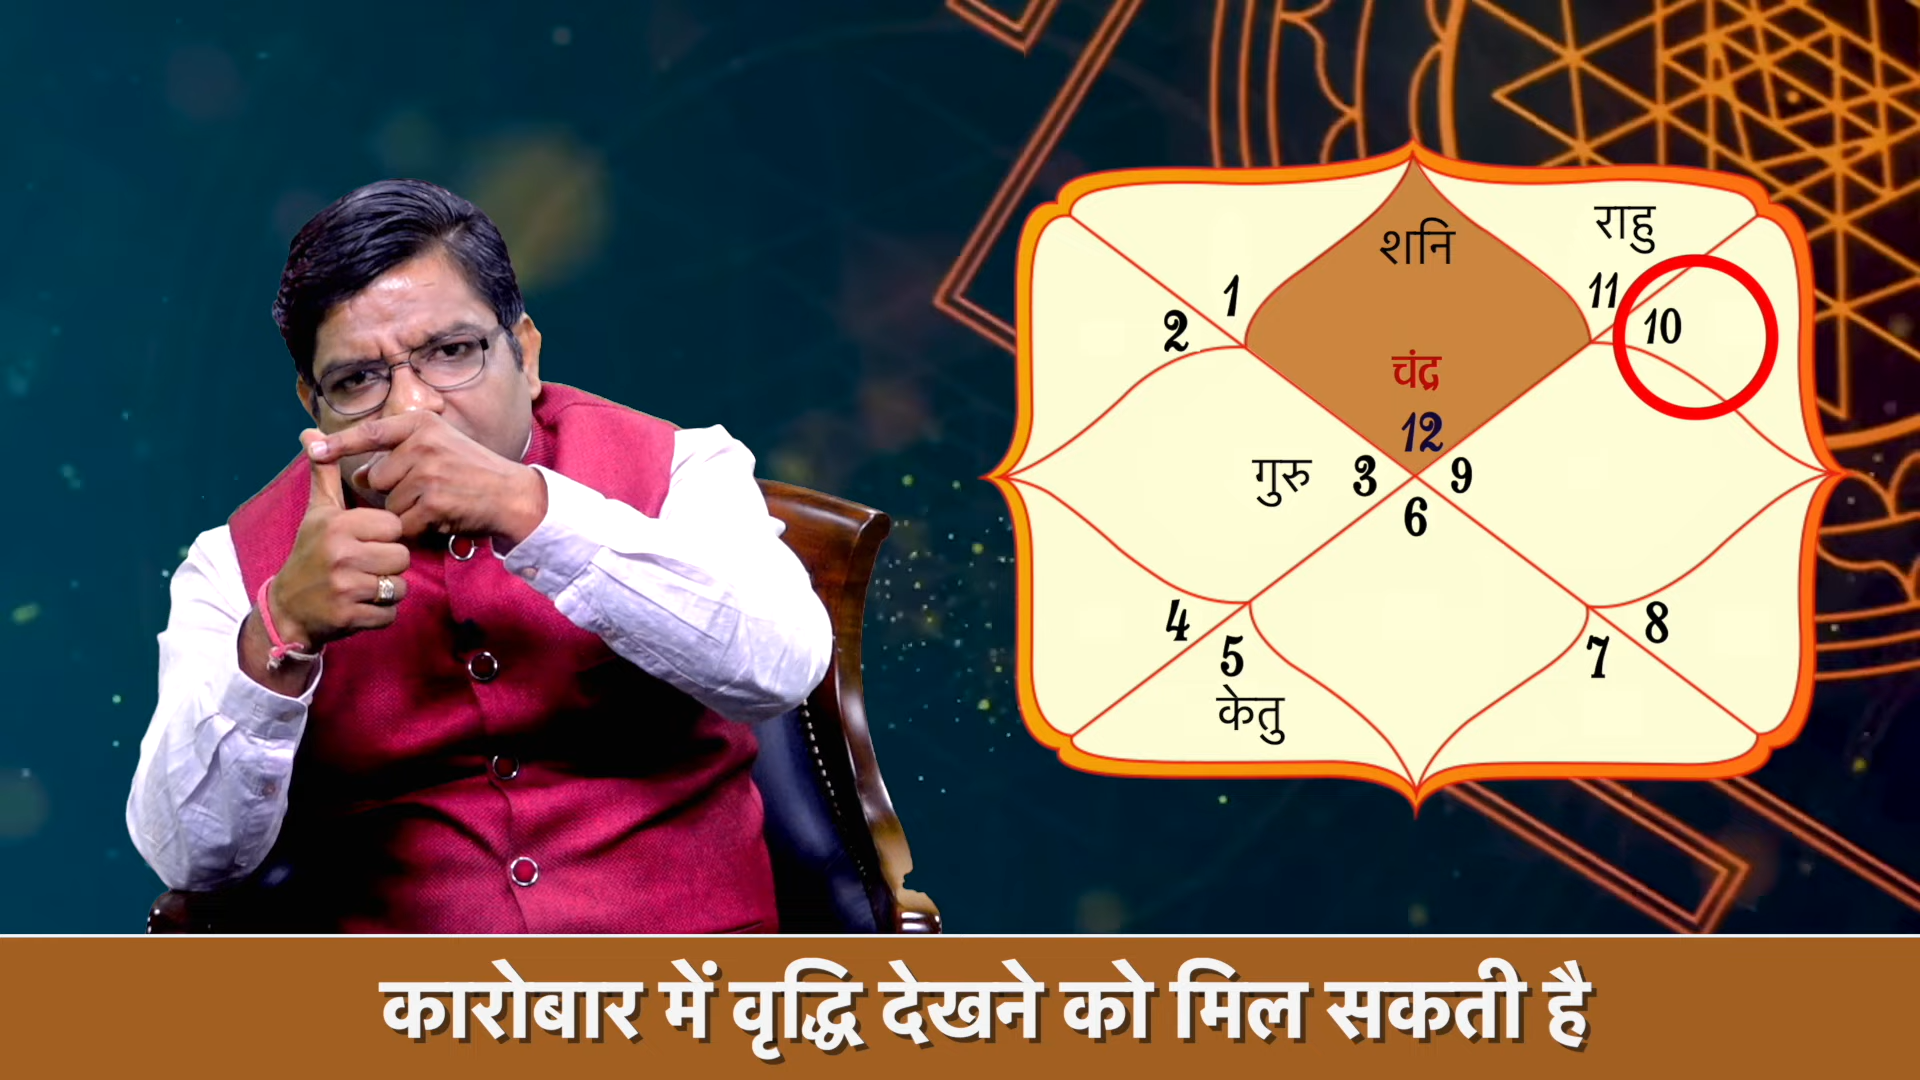 शनि
राहु
1
11
2
10
चंद्र
12
गुरु 3
9
6
4
8
5
7
केतु
कारोबार में वृद्धि देखने को मिल सकती है